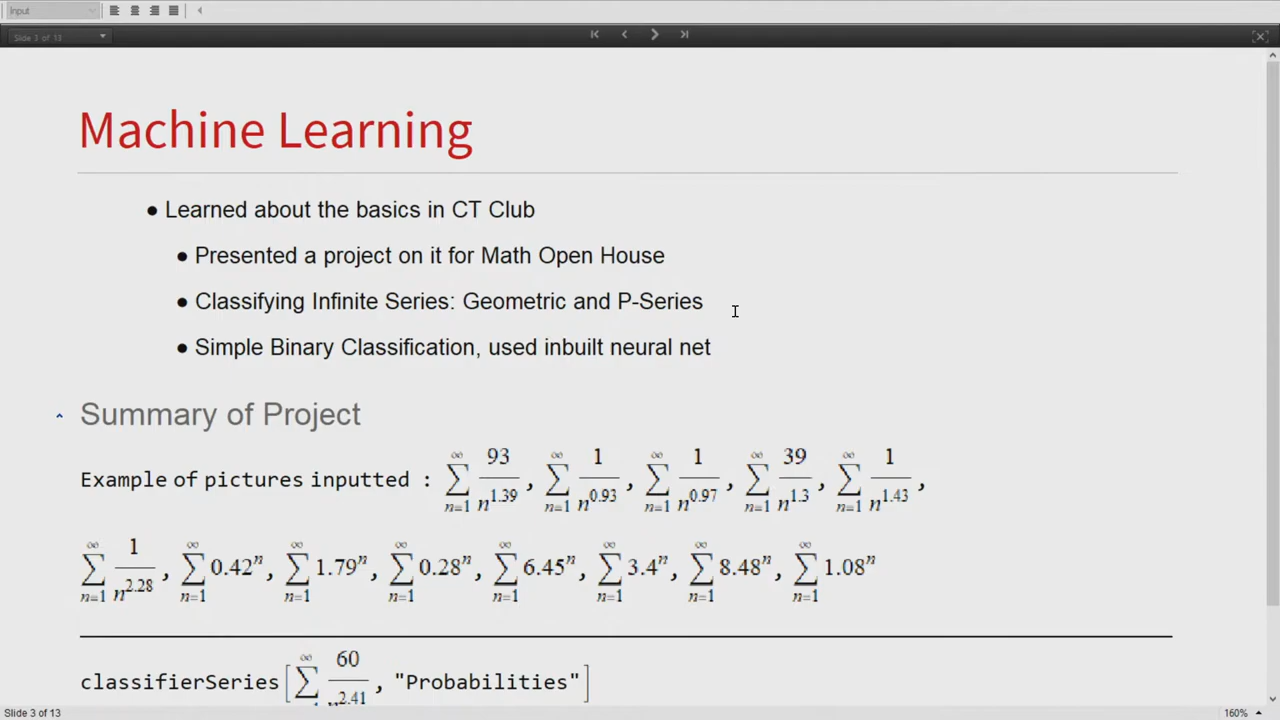 Input
Slide 3 of 13
Machine Learning
● Learned about the basics in CT Club
● Presented a project on it for Math Open House
● Classifying Infinite Series: Geometric and P-Series
● Simple Binary Classification, used inbuilt neural net
Summary of Project
Example of pictures inputted : ∑_{n=1}^{∞} 93/n^{1.39}, ∑_{n=1}^{∞} 1/n^{0.93}, ∑_{n=1}^{∞} 1/n^{0.97}, ∑_{n=1}^{∞} 39/n^{1.3}, ∑_{n=1}^{∞} 1/n^{1.43},
∑_{n=1}^{∞} 1/n^{2.28}, ∑_{n=1}^{∞} 0.42^n, ∑_{n=1}^{∞} 1.79^n, ∑_{n=1}^{∞} 0.28^n, ∑_{n=1}^{∞} 6.45^n, ∑_{n=1}^{∞} 3.4^n, ∑_{n=1}^{∞} 8.48^n, ∑_{n=1}^{∞} 1.08^n
classifierSeries[∑^{∞} 60/n^{2.41}, "Probabilities"]
Slide 3 of 13
160%